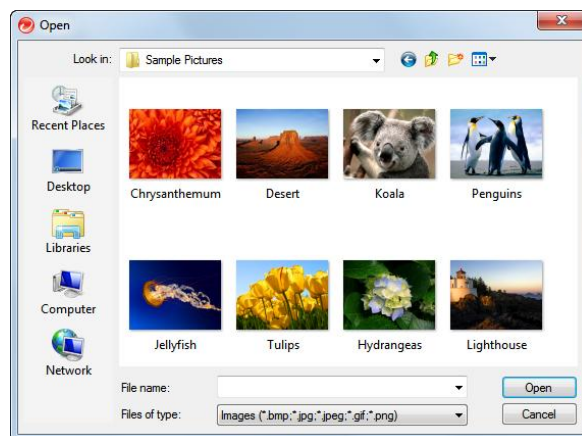 Open
Look in:
Sample Pictures
Recent Places
Desktop
Libraries
Computer
Network
Chrysanthemum
Desert
Koala
Penguins
Jellyfish
Tulips
Hydrangeas
Lighthouse
File name:
Open
Files of type:
Images (*.bmp;*.jpg;*.jpeg;*.gif;*.png)
Cancel